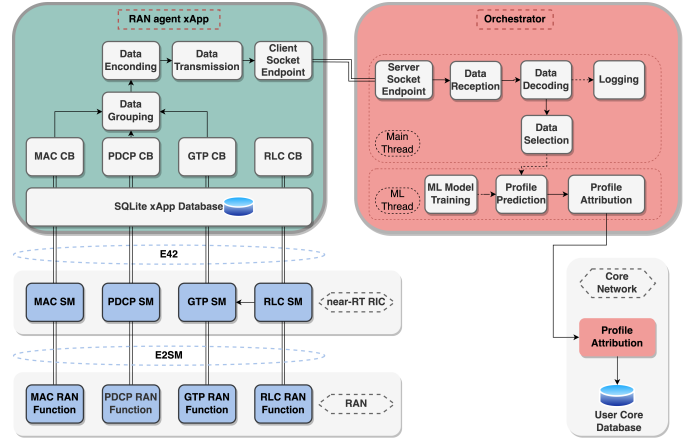 RAN agent xApp
Orchestrator
Data
Enconding
Data
Transmission
Client
Socket
Endpoint
Server
Socket
Endpoint
Data
Reception
Data
Decoding
Logging
Data
Grouping
Main
Thread
Data
Selection
MAC CB
PDCP CB
GTP CB
RLC CB
ML
Thread
ML Model
Training
Profile
Prediction
Profile
Attribution
SQLite xApp Database
E42
MAC SM
PDCP SM
GTP SM
RLC SM
near-RT RIC
Core
Network
Profile
Attribution
E2SM
MAC RAN
Function
PDCP RAN
Function
GTP RAN
Function
RLC RAN
Function
RAN
User Core
Database